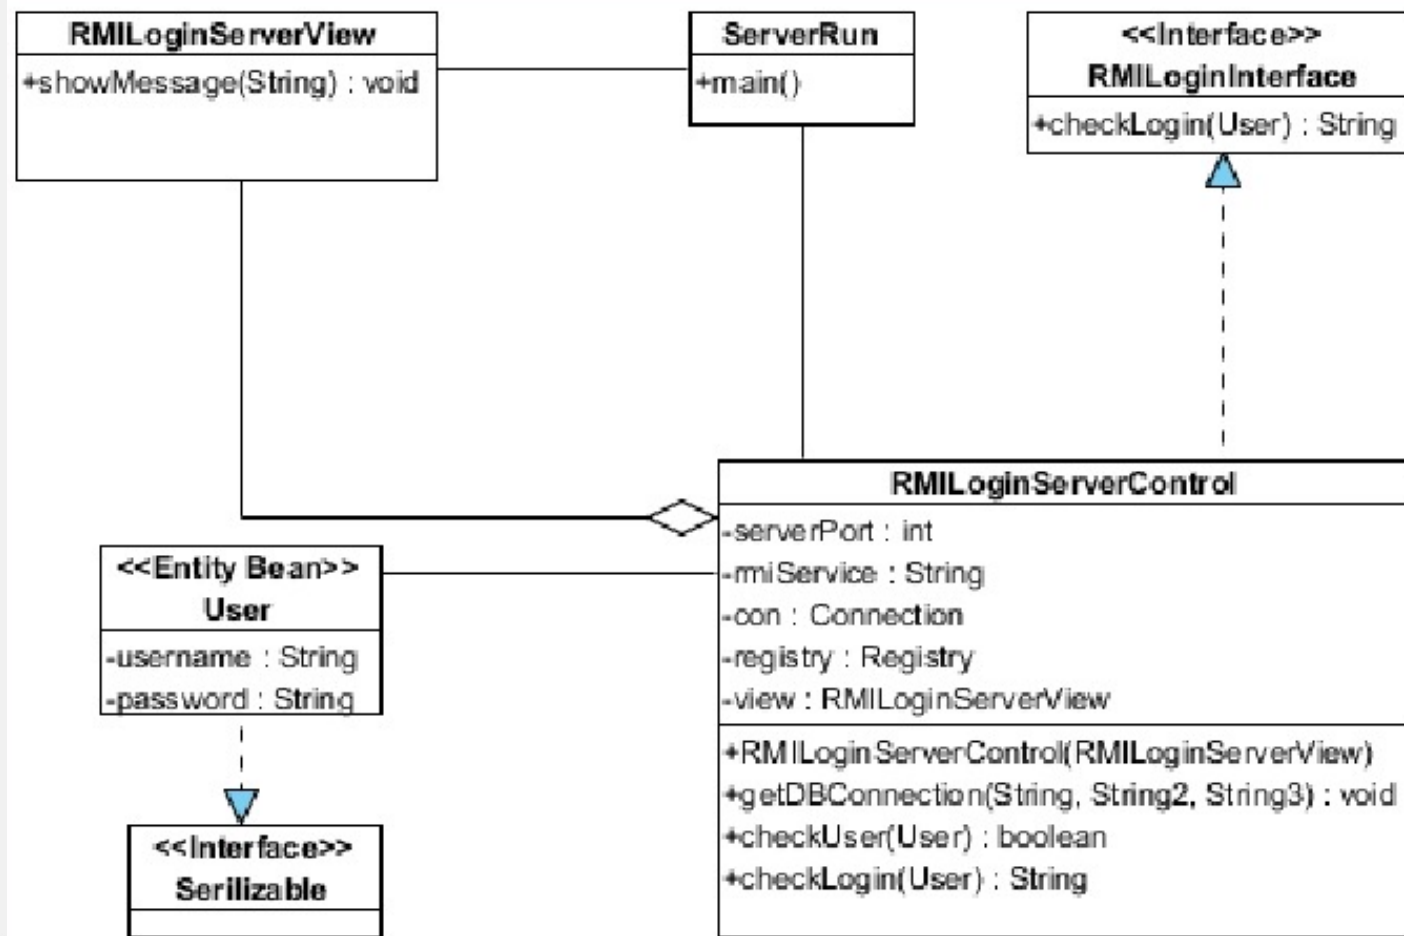 RMILoginServerView
+showMessage(String) : void
ServerRun
+main()
<<Interface>>
RMILoginInterface
+checkLogin(User) : String
RMILoginServerControl
-serverPort : int
-rmiService : String
-con : Connection
-registry : Registry
-view : RMILoginServerView
+RMILoginServerControl(RMILoginServerView)
+getDBConnection(String, String2, String3) : void
+checkUser(User) : boolean
+checkLogin(User) : String
<<Entity Bean>>
User
-username : String
-password : String
<<Interface>>
Serilizable